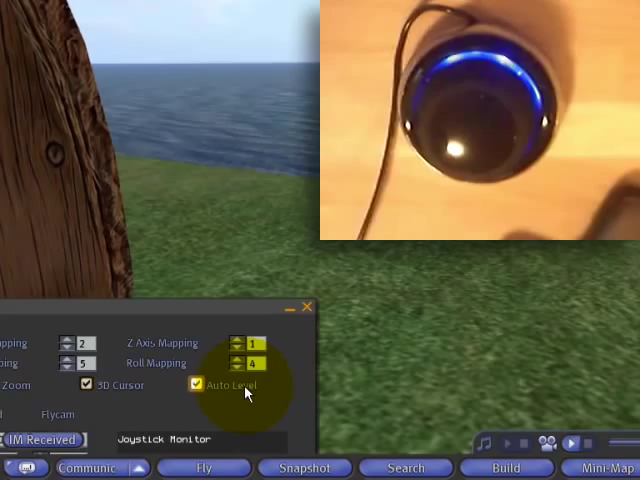 apping 2 Z Axis Mapping 1
ping 5 Roll Mapping 4
Zoom 3D Cursor Auto Level
Flycam
IM Received Joystick Monitor
Communic Fly Snapshot Search Build Mini-Map